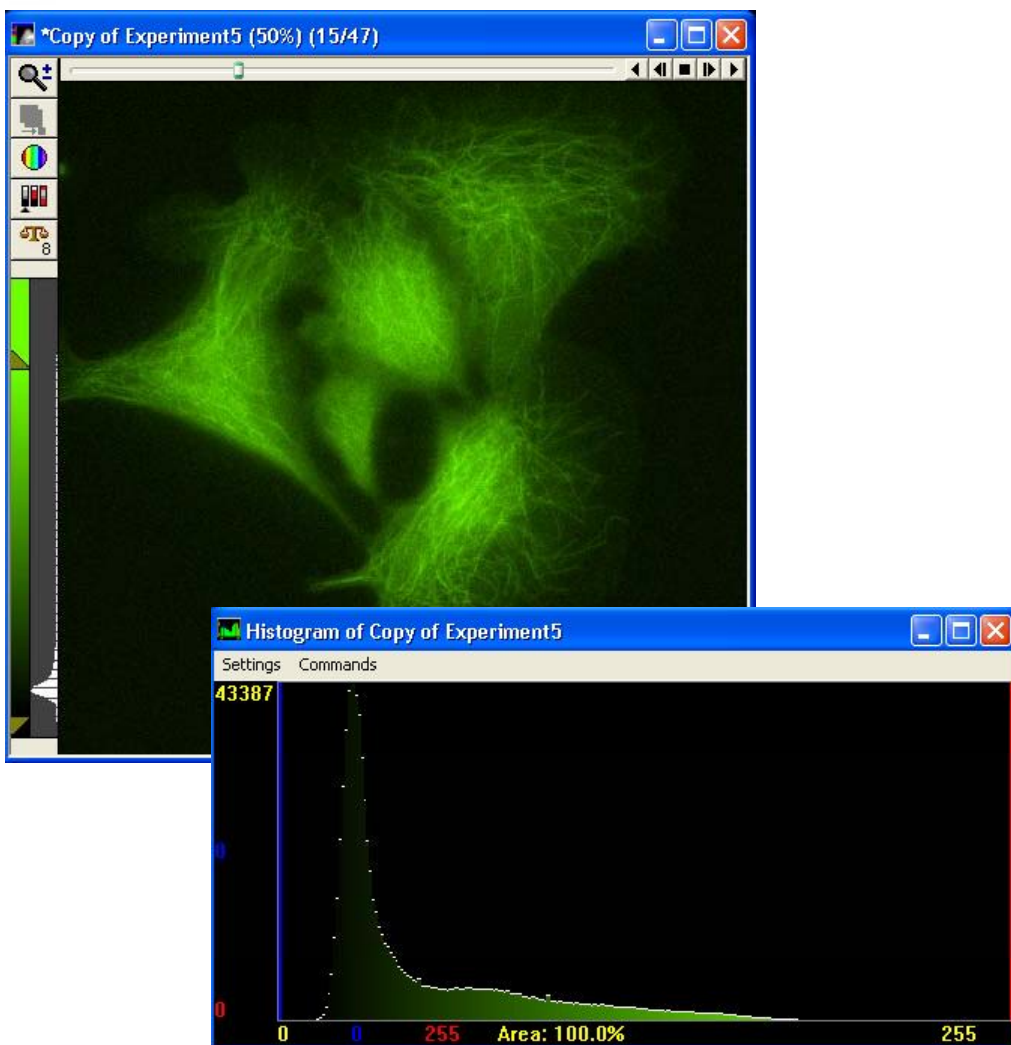 *Copy of Experiment5 (50%) (15/47)
8
Histogram of Copy of Experiment5
Settings Commands
43387
0
0
0 0 255 Area: 100.0% 255